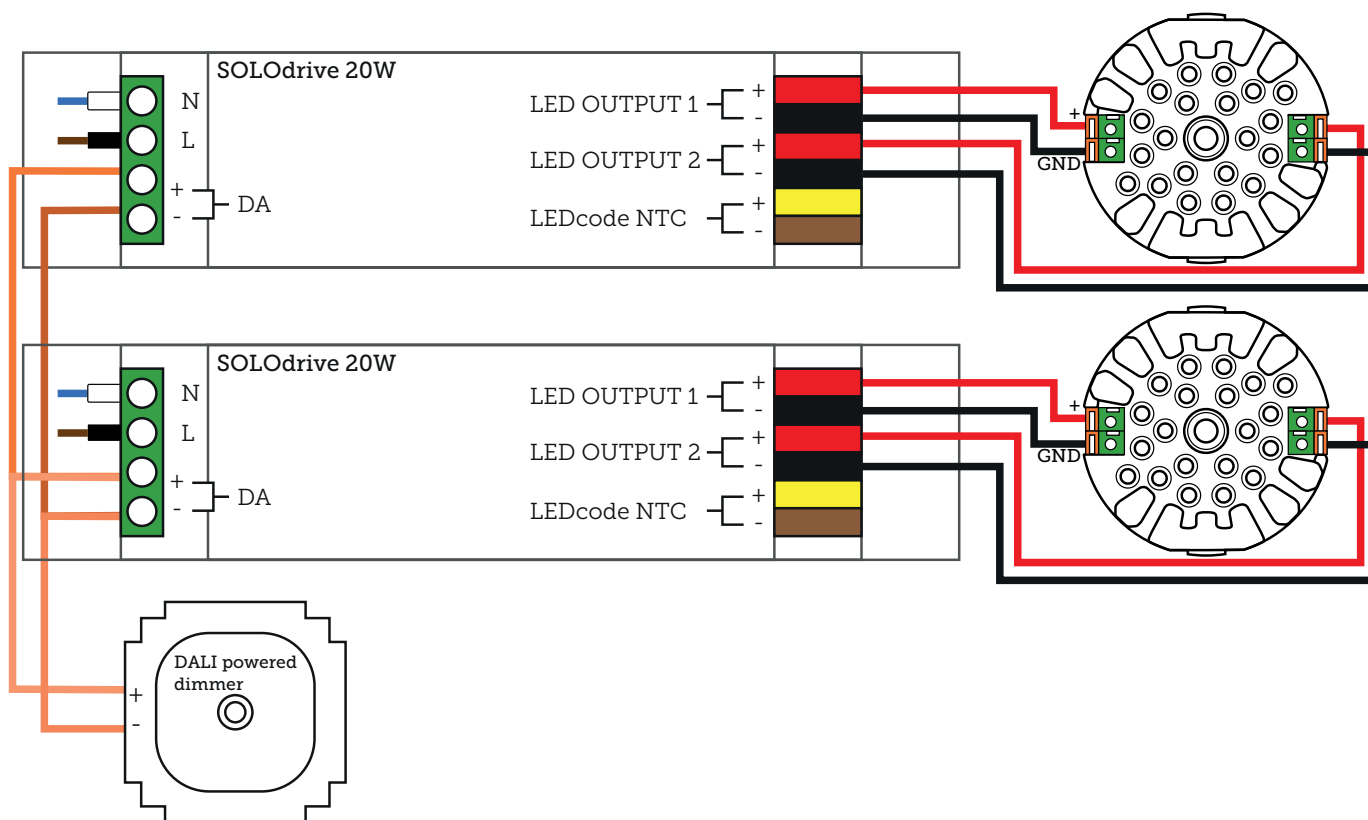 SOLOdrive 20W
N
L
+
-
DA
LED OUTPUT 1
+
-
LED OUTPUT 2
+
-
LEDcode NTC
+
-
+
GND
SOLOdrive 20W
N
L
+
-
DA
LED OUTPUT 1
+
-
LED OUTPUT 2
+
-
LEDcode NTC
+
-
+
GND
DALI powered
dimmer
+
-